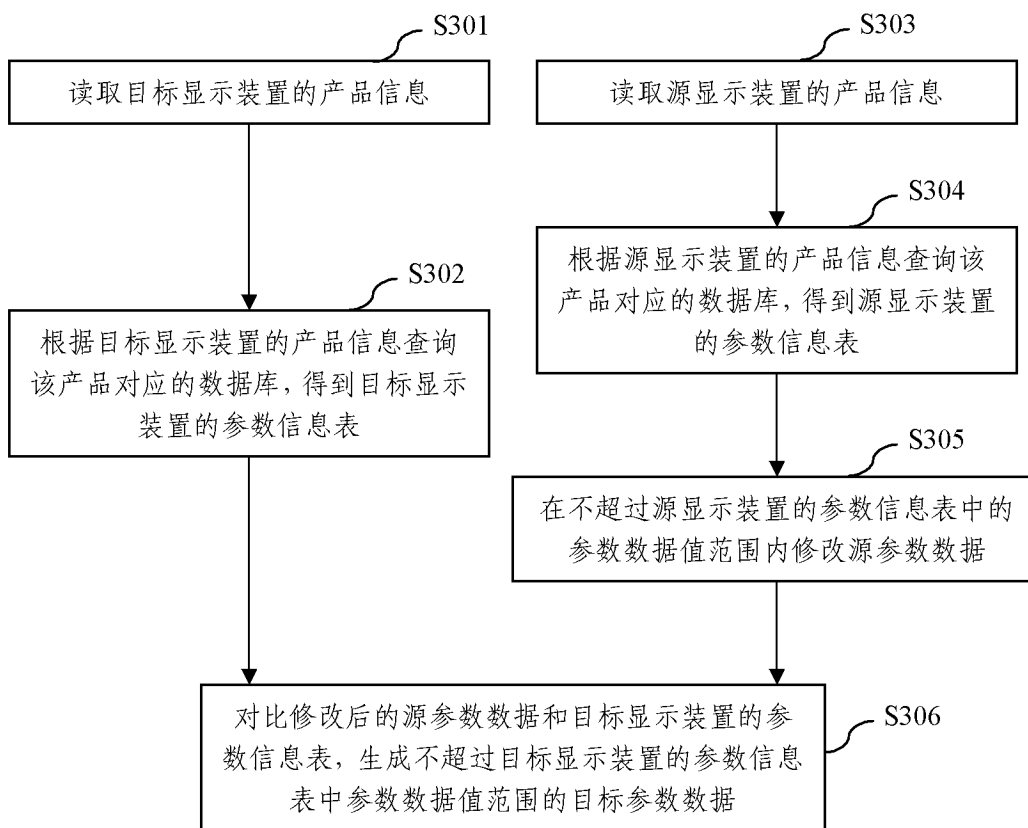 S301
读取目标显示装置的产品信息
S303
读取源显示装置的产品信息
S302
根据目标显示装置的产品信息查询
该产品对应的数据库，得到目标显示
装置的参数信息表
S304
根据源显示装置的产品信息查询该
产品对应的数据库，得到源显示装置
的参数信息表
S305
在不超过源显示装置的参数信息表中的
参数数据值范围内修改源参数数据
S306
对比修改后的源参数数据和目标显示装置的参
数信息表，生成不超过目标显示装置的参数信息
表中参数数据值范围的目标参数数据